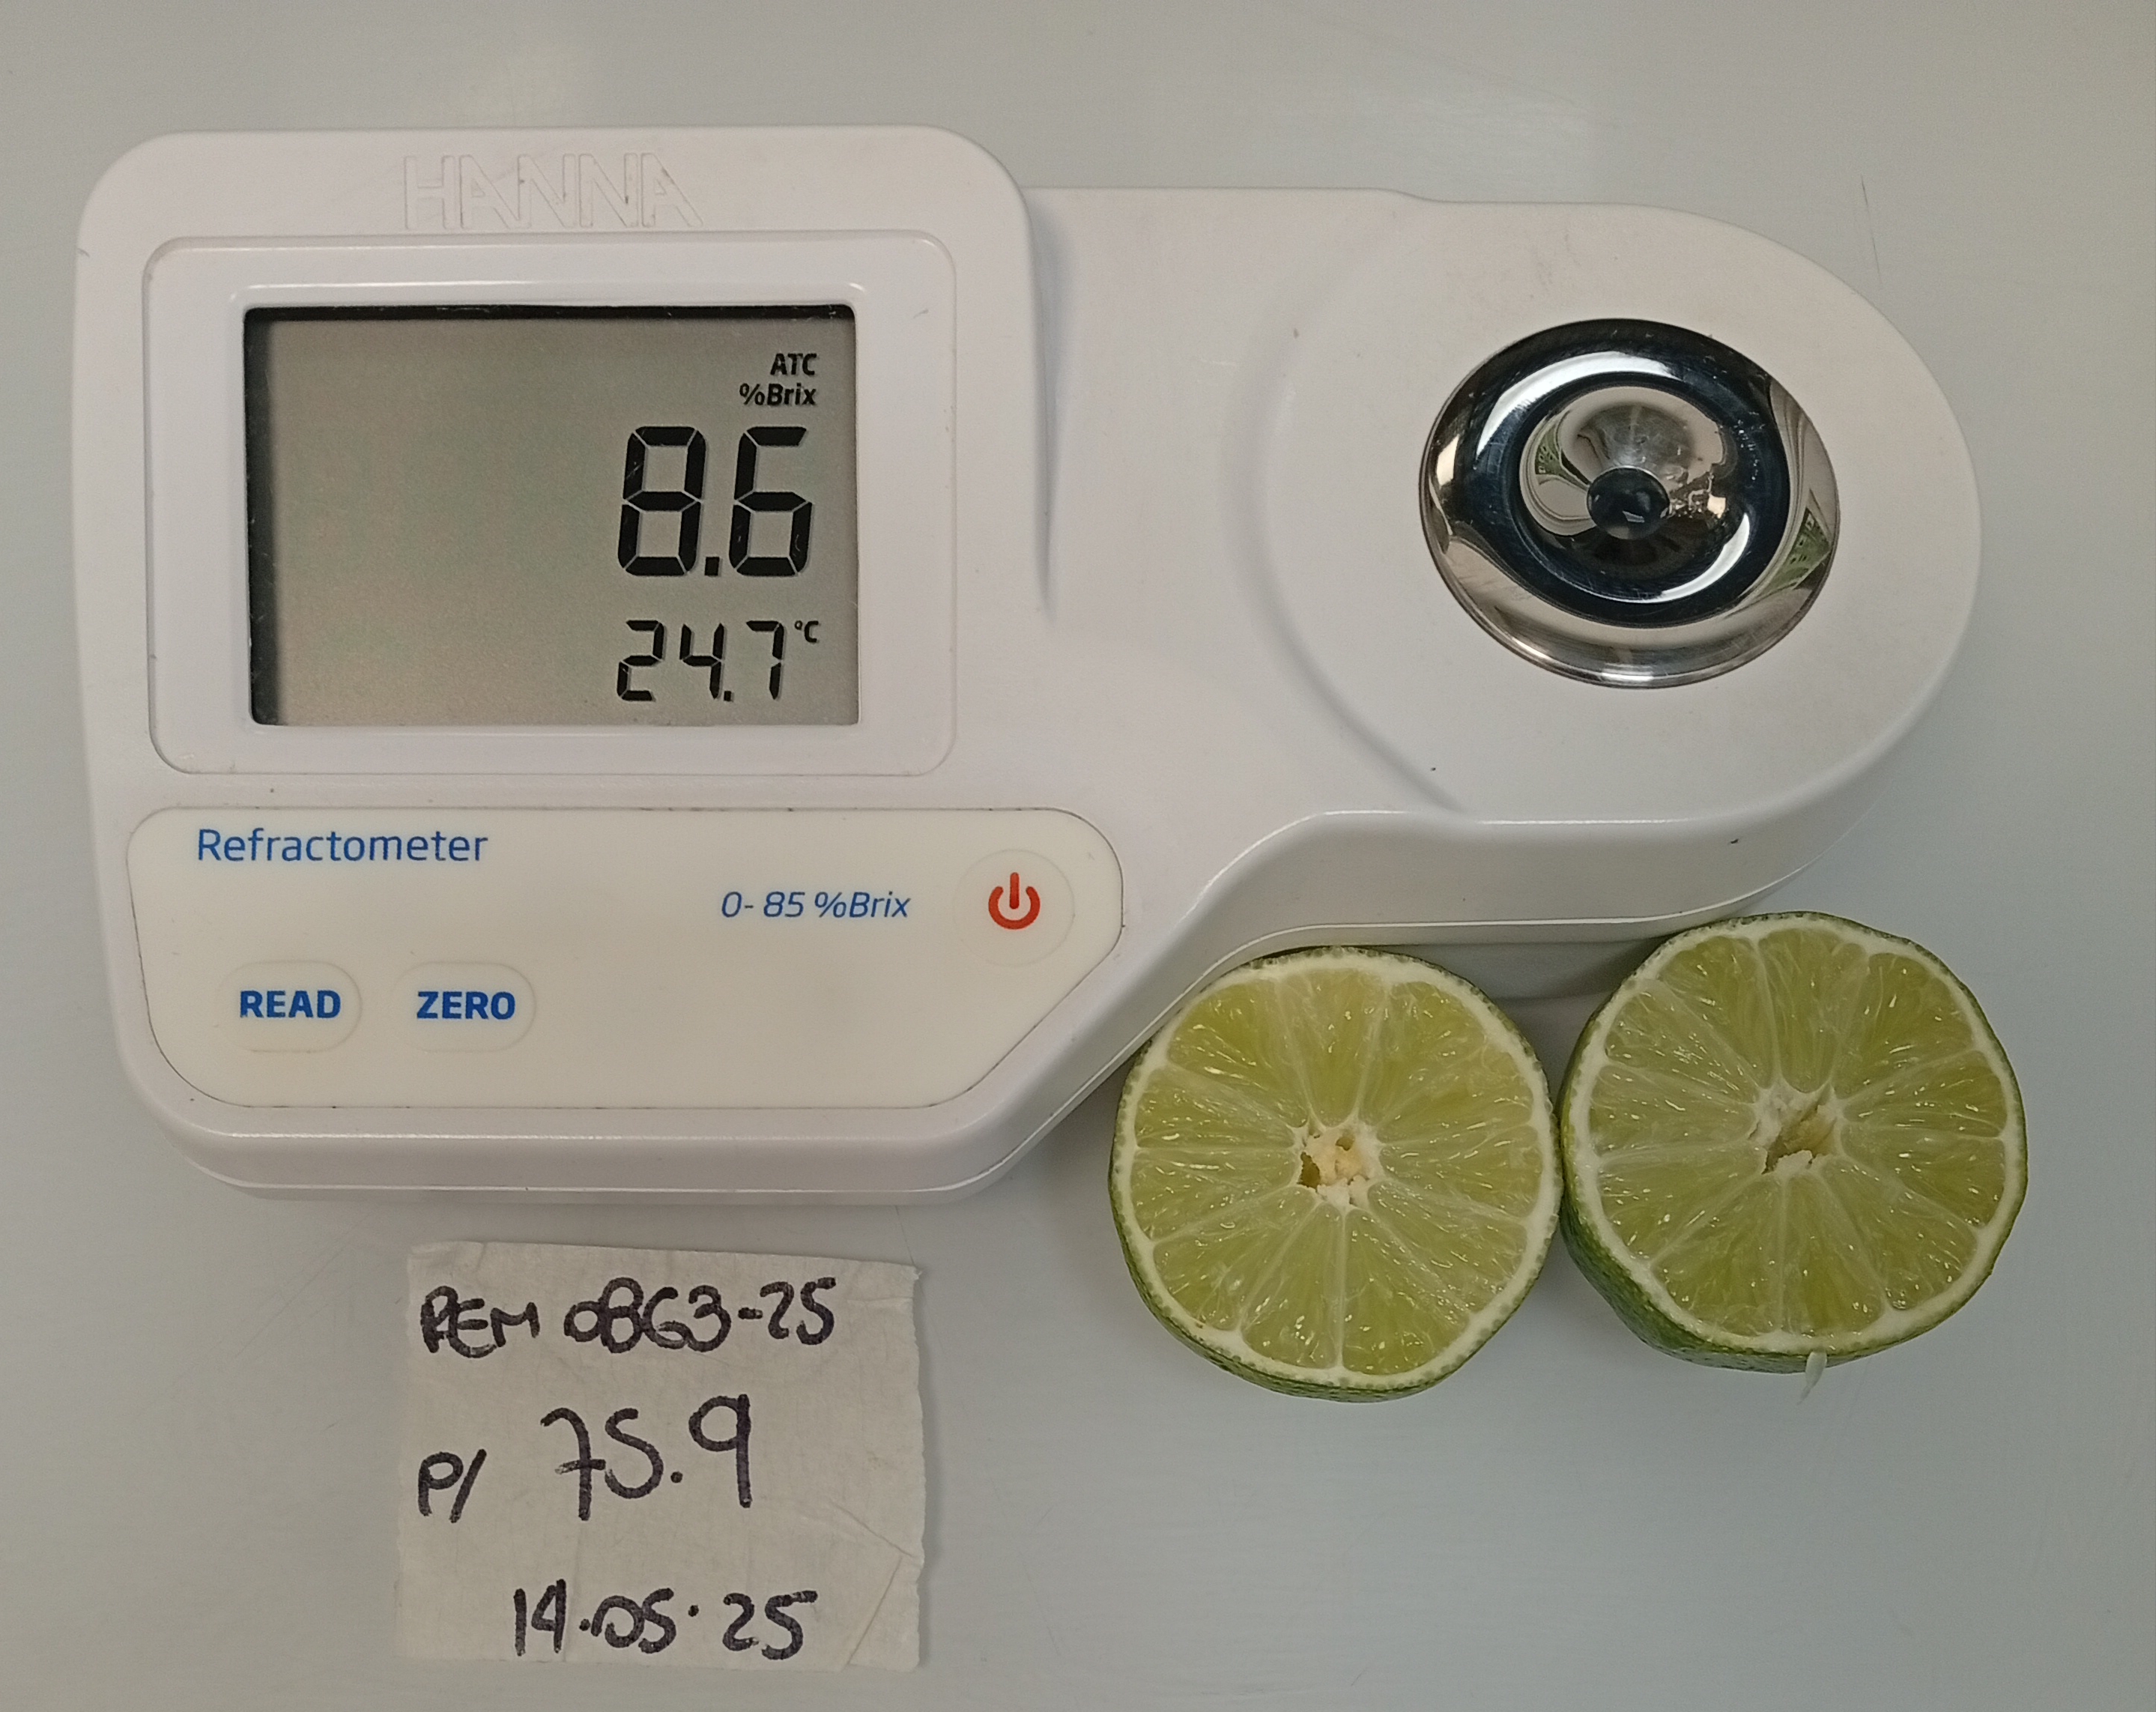 HANNA
ATC
%Brix
8.6
24.7 °C
Refractometer
0-85 %Brix
READ
ZERO
REM 0863-25
P/ 75.9
14.05.25